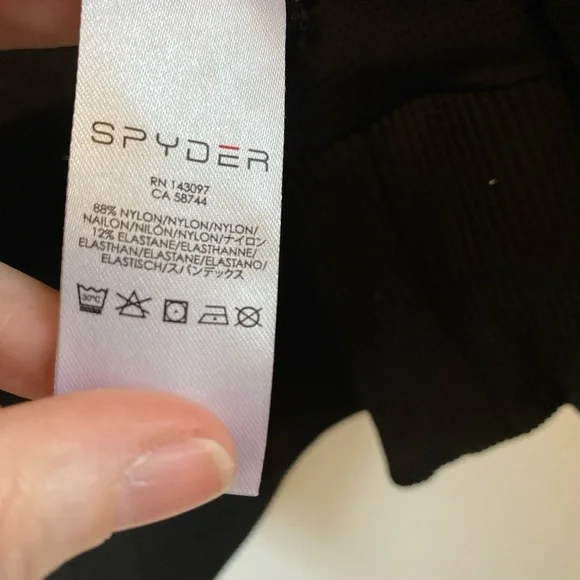 SPYDER
RN 143097
CA 58744
88% NYLON/NYLON/NYLON/
NAILON/NILÓN/NYLON/ナイロン
12% ELASTANE/ELASTHANNE/
ELASTHAN/ELASTANE/ELASTANO/
ELASTISCH/スパンデックス
30°C